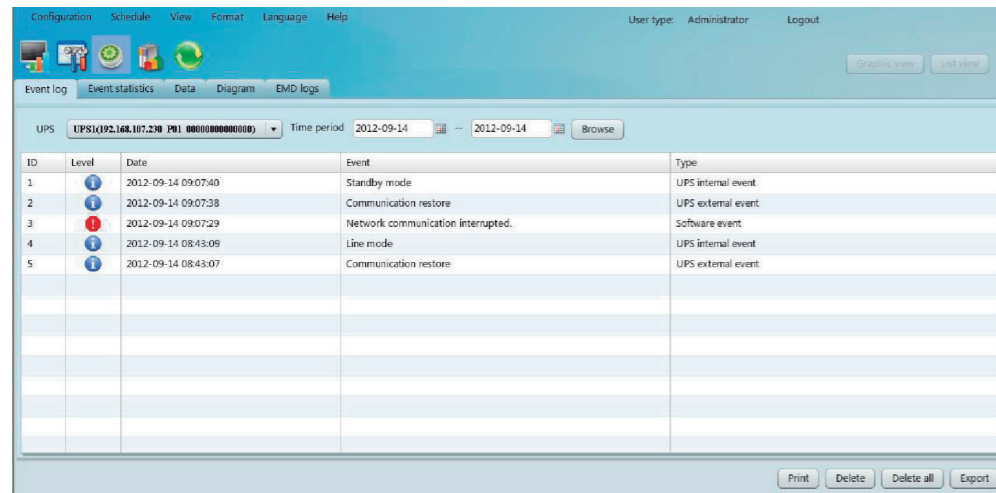 Configuration Schedule View Format Language Help User type: Administrator Logout
Graphic view List view
Event log Event statistics Data Diagram EMD logs
UPS UPS1(192.168.107.230 P01 00000000000000) Time period 2012-09-14 -- 2012-09-14 Browse
ID Level Date Event Type
1 2012-09-14 09:07:40 Standby mode UPS internal event
2 2012-09-14 09:07:38 Communication restore UPS external event
3 2012-09-14 09:07:29 Network communication interrupted. Software event
4 2012-09-14 08:43:09 Line mode UPS internal event
5 2012-09-14 08:43:07 Communication restore UPS external event
Print Delete Delete all Export